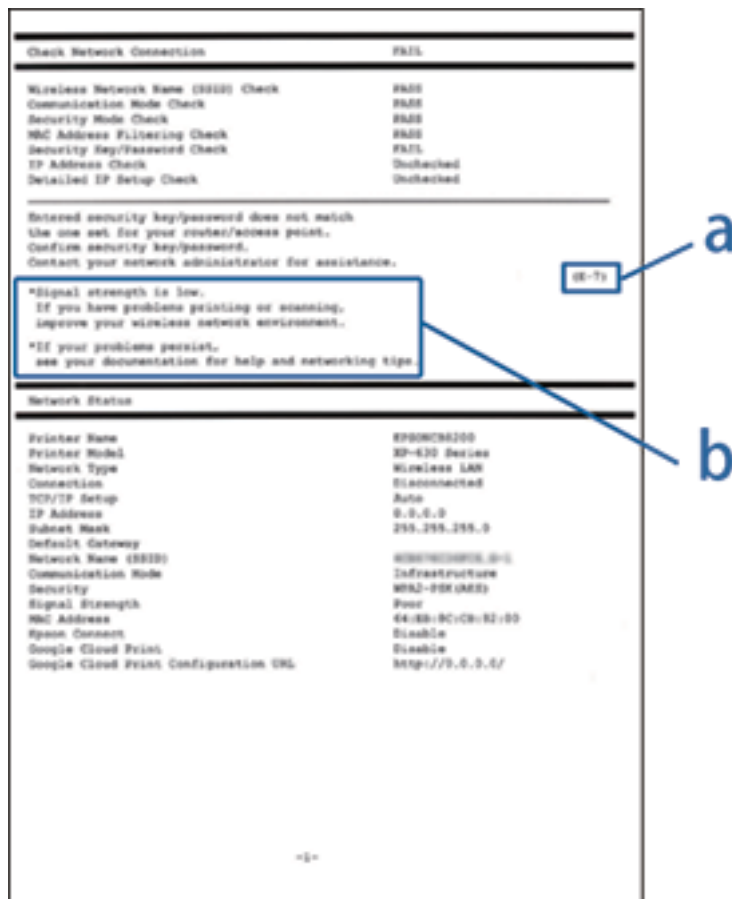 Check Network Connection FAIL
Wireless Network Name (SSID) Check PASS
Communication Mode Check PASS
Security Mode Check PASS
MAC Address Filtering Check PASS
Security Key/Password Check FAIL
IP Address Check Unchecked
Detailed IP Setup Check Unchecked
Entered security key/password does not match
the one set for your router/access point.
Confirm security key/password.
Contact your network administrator for assistance.
(E-7)
a
*Signal strength is low.
If you have problems printing or scanning,
improve your wireless network environment.
*If your problems persist,
see your documentation for help and networking tips.
b
Network Status
Printer Name
Printer Model XP-630 Series
Network Type Wireless LAN
Connection Disconnected
TCP/IP Setup Auto
IP Address 0.0.0.0
Subnet Mask 255.255.255.0
Default Gateway
Network Name (SSID)
Communication Mode Infrastructure
Security WPA2-PSK(AES)
Signal Strength Poor
MAC Address
Epson Connect Disable
Google Cloud Print Disable
Google Cloud Print Configuration URL http://0.0.0.0/
-1-